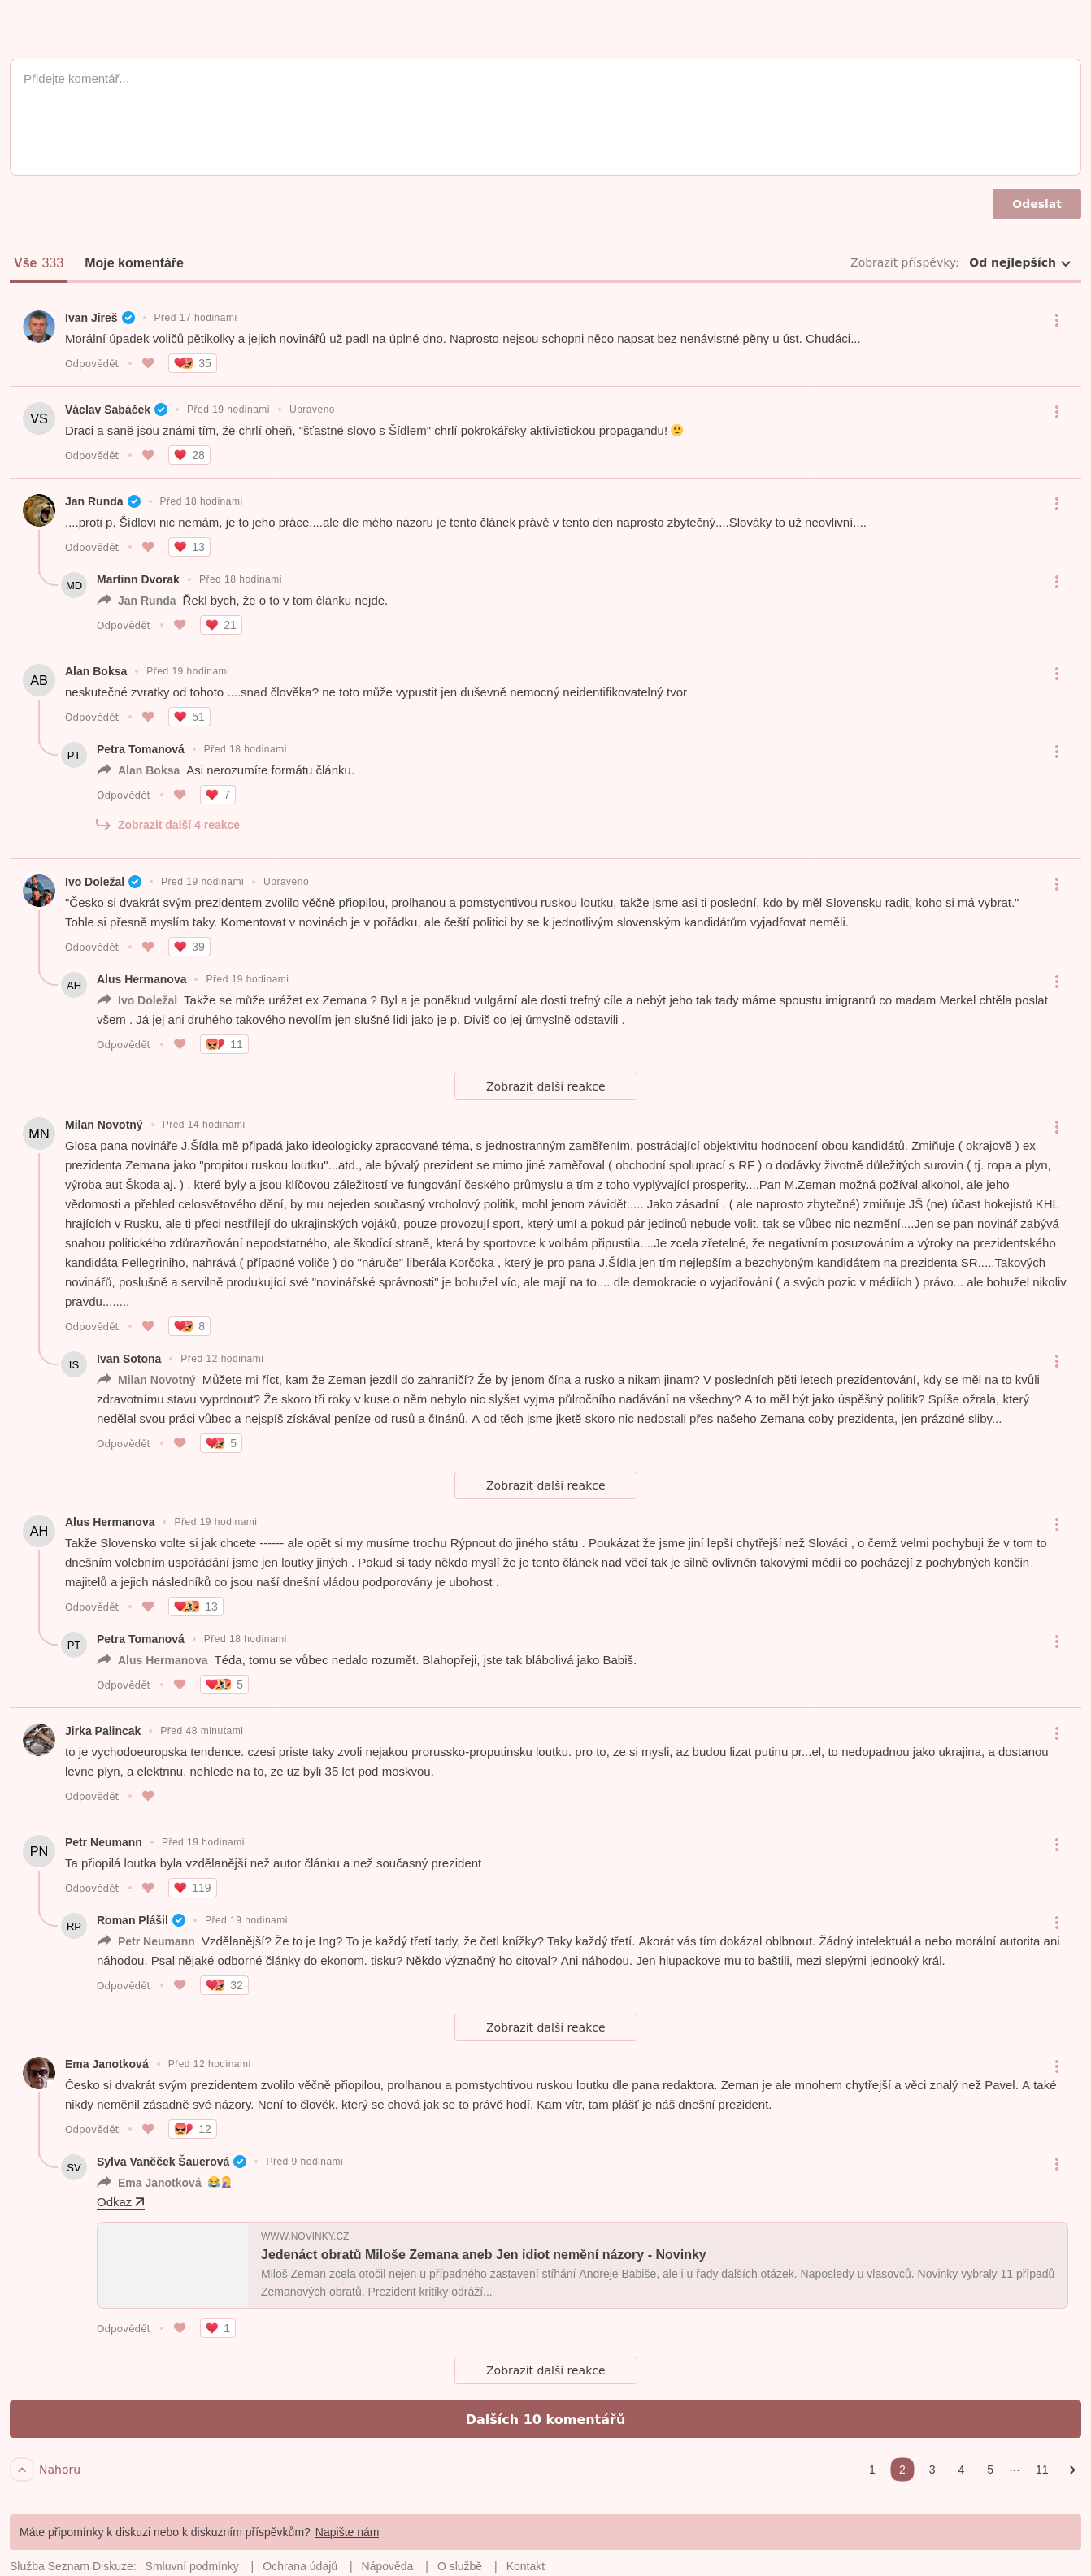 Přidejte komentář...
Odeslat
Vše 333 Moje komentáře Zobrazit příspěvky: Od nejlepších
Ivan Jireš Před 17 hodinami
Morální úpadek voličů pětikolky a jejich novinářů už padl na úplné dno. Naprosto nejsou schopni něco napsat bez nenávistné pěny u úst. Chudáci...
Odpovědět 35
VS Václav Sabáček Před 19 hodinami Upraveno
Draci a saně jsou známi tím, že chrlí oheň, "šťastné slovo s Šídlem" chrlí pokrokářsky aktivistickou propagandu! 🙂
Odpovědět 28
Jan Runda Před 18 hodinami
....proti p. Šídlovi nic nemám, je to jeho práce....ale dle mého názoru je tento článek právě v tento den naprosto zbytečný....Slováky to už neovlivní....
Odpovědět 13
MD Martinn Dvorak Před 18 hodinami
Jan Runda Řekl bych, že o to v tom článku nejde.
Odpovědět 21
AB Alan Boksa Před 19 hodinami
neskutečné zvratky od tohoto ....snad člověka? ne toto může vypustit jen duševně nemocný neidentifikovatelný tvor
Odpovědět 51
PT Petra Tomanová Před 18 hodinami
Alan Boksa Asi nerozumíte formátu článku.
Odpovědět 7
Zobrazit další 4 reakce
Ivo Doležal Před 19 hodinami Upraveno
"Česko si dvakrát svým prezidentem zvolilo věčně přiopilou, prolhanou a pomstychtivou ruskou loutku, takže jsme asi ti poslední, kdo by měl Slovensku radit, koho si má vybrat."
Tohle si přesně myslím taky. Komentovat v novinách je v pořádku, ale čeští politici by se k jednotlivým slovenským kandidátům vyjadřovat neměli.
Odpovědět 39
AH Alus Hermanova Před 19 hodinami
Ivo Doležal Takže se může urážet ex Zemana ? Byl a je poněkud vulgární ale dosti trefný cíle a nebýt jeho tak tady máme spoustu imigrantů co madam Merkel chtěla poslat
všem . Já jej ani druhého takového nevolím jen slušné lidi jako je p. Diviš co jej úmyslně odstavili .
Odpovědět 11
Zobrazit další reakce
MN Milan Novotný Před 14 hodinami
Glosa pana novináře J.Šídla mě připadá jako ideologicky zpracované téma, s jednostranným zaměřením, postrádající objektivitu hodnocení obou kandidátů. Zmiňuje ( okrajově ) ex
prezidenta Zemana jako "propitou ruskou loutku"...atd., ale bývalý prezident se mimo jiné zaměřoval ( obchodní spoluprací s RF ) o dodávky životně důležitých surovin ( tj. ropa a plyn,
výroba aut Škoda aj. ) , které byly a jsou klíčovou záležitostí ve fungování českého průmyslu a tím z toho vyplývající prosperity....Pan M.Zeman možná požíval alkohol, ale jeho
vědomosti a přehled celosvětového dění, by mu nejeden současný vrcholový politik, mohl jenom závidět..... Jako zásadní , ( ale naprosto zbytečné) zmiňuje JŠ (ne) účast hokejistů KHL
hrajících v Rusku, ale ti přeci nestřílejí do ukrajinských vojáků, pouze provozují sport, který umí a pokud pár jedinců nebude volit, tak se vůbec nic nezmění....Jen se pan novinář zabývá
snahou politického zdůrazňování nepodstatného, ale škodící straně, která by sportovce k volbám připustila....Je zcela zřetelné, že negativním posuzováním a výroky na prezidentského
kandidáta Pellegriniho, nahrává ( případné voliče ) do "náruče" liberála Korčoka , který je pro pana J.Šídla jen tím nejlepším a bezchybným kandidátem na prezidenta SR.....Takových
novinářů, poslušně a servilně produkující své "novinářské správnosti" je bohužel víc, ale mají na to.... dle demokracie o vyjadřování ( a svých pozic v médiích ) právo... ale bohužel nikoliv
pravdu........
Odpovědět 8
IS Ivan Sotona Před 12 hodinami
Milan Novotný Můžete mi říct, kam že Zeman jezdil do zahraničí? Že by jenom čína a rusko a nikam jinam? V posledních pěti letech prezidentování, kdy se měl na to kvůli
zdravotnímu stavu vyprdnout? Že skoro tři roky v kuse o něm nebylo nic slyšet vyjma půlročního nadávání na všechny? A to měl být jako úspěšný politik? Spíše ožrala, který
nedělal svou práci vůbec a nejspíš získával peníze od rusů a číňanů. A od těch jsme jketě skoro nic nedostali přes našeho Zemana coby prezidenta, jen prázdné sliby...
Odpovědět 5
Zobrazit další reakce
AH Alus Hermanova Před 19 hodinami
Takže Slovensko volte si jak chcete ------ ale opět si my musíme trochu Rýpnout do jiného státu . Poukázat že jsme jiní lepší chytřejší než Slováci , o čemž velmi pochybuji že v tom to
dnešním volebním uspořádání jsme jen loutky jiných . Pokud si tady někdo myslí že je tento článek nad věcí tak je silně ovlivněn takovými médii co pocházejí z pochybných končin
majitelů a jejich následníků co jsou naší dnešní vládou podporovány je ubohost .
Odpovědět 13
PT Petra Tomanová Před 18 hodinami
Alus Hermanova Téda, tomu se vůbec nedalo rozumět. Blahopřeji, jste tak blábolivá jako Babiš.
Odpovědět 5
Jirka Palincak Před 48 minutami
to je vychodoeuropska tendence. czesi priste taky zvoli nejakou prorussko-proputinsku loutku. pro to, ze si mysli, az budou lizat putinu pr...el, to nedopadnou jako ukrajina, a dostanou
levne plyn, a elektrinu. nehlede na to, ze uz byli 35 let pod moskvou.
Odpovědět
PN Petr Neumann Před 19 hodinami
Ta přiopilá loutka byla vzdělanější než autor článku a než současný prezident
Odpovědět 119
RP Roman Plášil Před 19 hodinami
Petr Neumann Vzdělanější? Že to je Ing? To je každý třetí tady, že četl knížky? Taky každý třetí. Akorát vás tím dokázal oblbnout. Žádný intelektuál a nebo morální autorita ani
náhodou. Psal nějaké odborné články do ekonom. tisku? Někdo význačný ho citoval? Ani náhodou. Jen hlupackove mu to baštili, mezi slepými jednooký král.
Odpovědět 32
Zobrazit další reakce
Ema Janotková Před 12 hodinami
Česko si dvakrát svým prezidentem zvolilo věčně přiopilou, prolhanou a pomstychtivou ruskou loutku dle pana redaktora. Zeman je ale mnohem chytřejší a věci znalý než Pavel. A také
nikdy neměnil zásadně své názory. Není to člověk, který se chová jak se to právě hodí. Kam vítr, tam plášť je náš dnešní prezident.
Odpovědět 12
SV Sylva Vaněček Šauerová Před 9 hodinami
Ema Janotková 😂🤦‍♀️
Odkaz
WWW.NOVINKY.CZ
Jedenáct obratů Miloše Zemana aneb Jen idiot nemění názory - Novinky
Miloš Zeman zcela otočil nejen u případného zastavení stíhání Andreje Babiše, ale i u řady dalších otázek. Naposledy u vlasovců. Novinky vybraly 11 případů
Zemanových obratů. Prezident kritiky odráží...
Odpovědět 1
Zobrazit další reakce
Dalších 10 komentářů
Nahoru 1 2 3 4 5 ... 11
Máte připomínky k diskuzi nebo k diskuzním příspěvkům? Napište nám
Služba Seznam Diskuze: Smluvní podmínky | Ochrana údajů | Nápověda | O službě | Kontakt